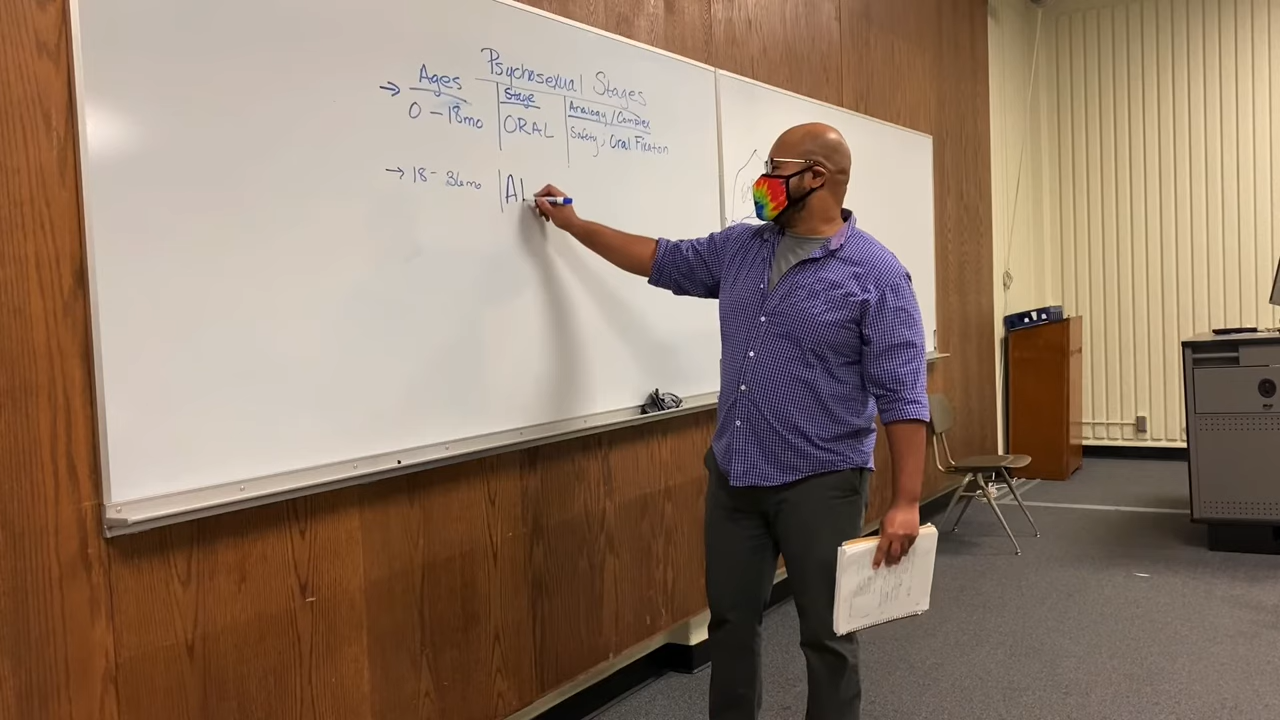 Psychosexual Stages
→ Ages Stage Analogy/Complex
0 - 18mo ORAL Safety; Oral Fixation
→ 18 - 36mo A